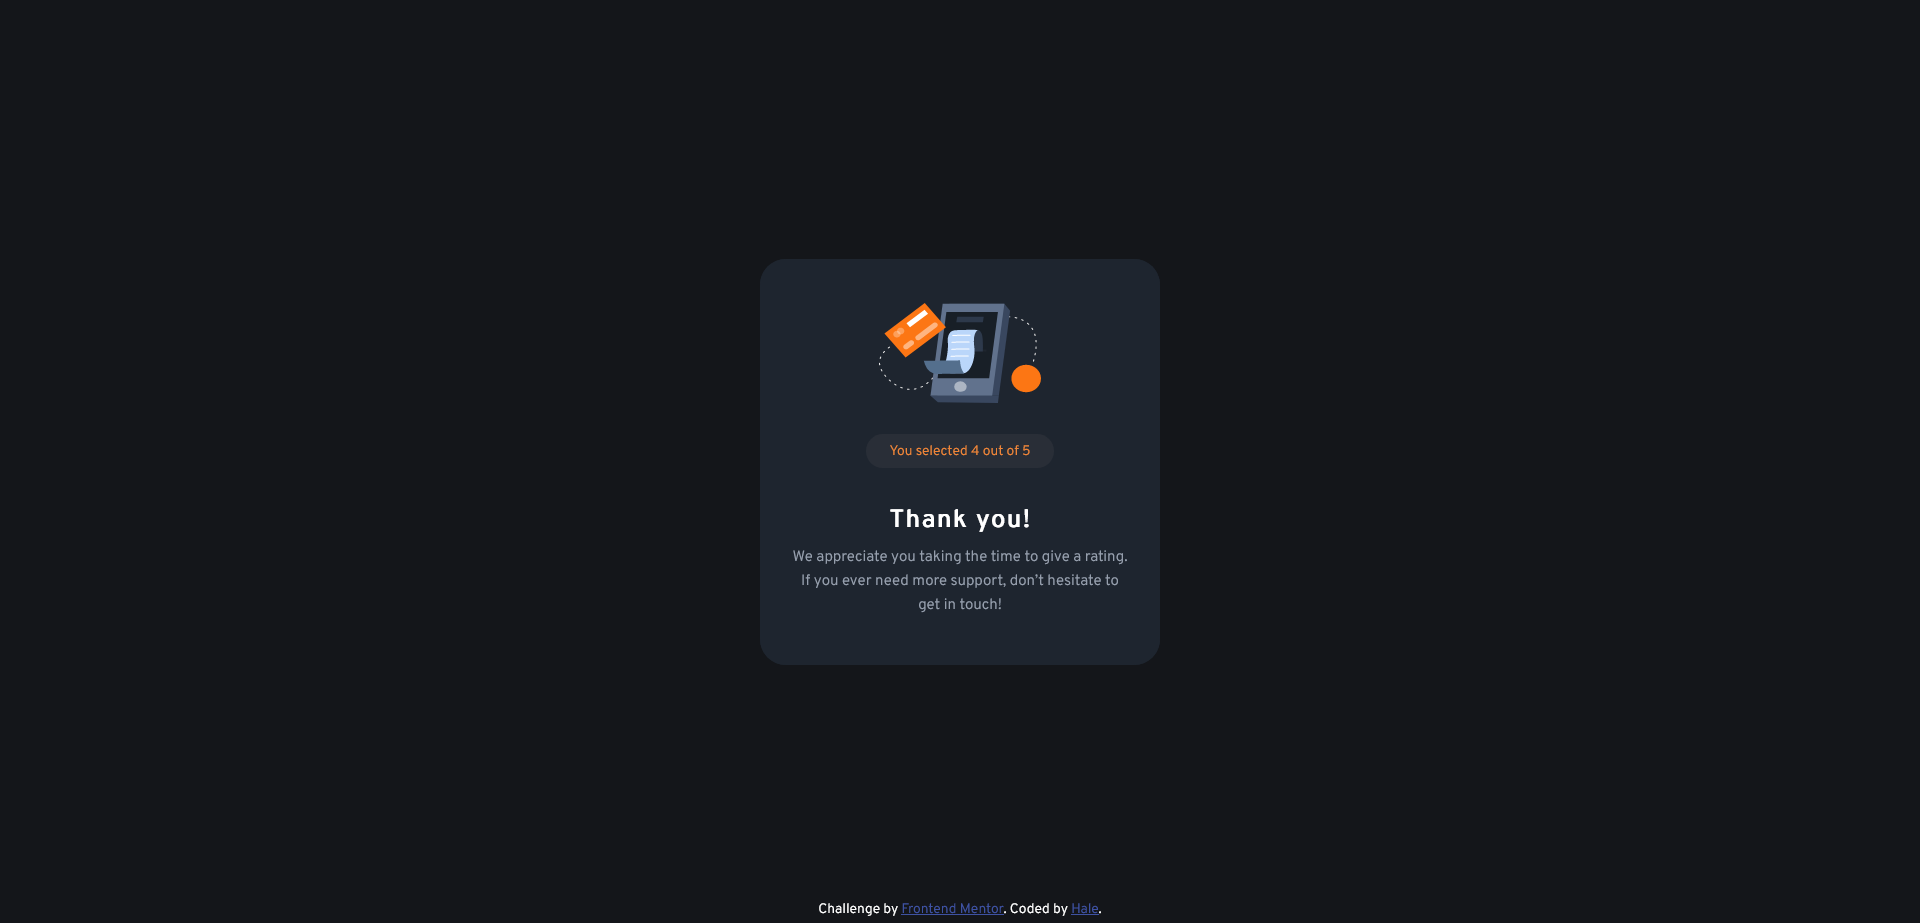 You selected 4 out of 5
Thank you!
We appreciate you taking the time to give a rating.
If you ever need more support, don’t hesitate to
get in touch!
Challenge by Frontend Mentor. Coded by Hale.